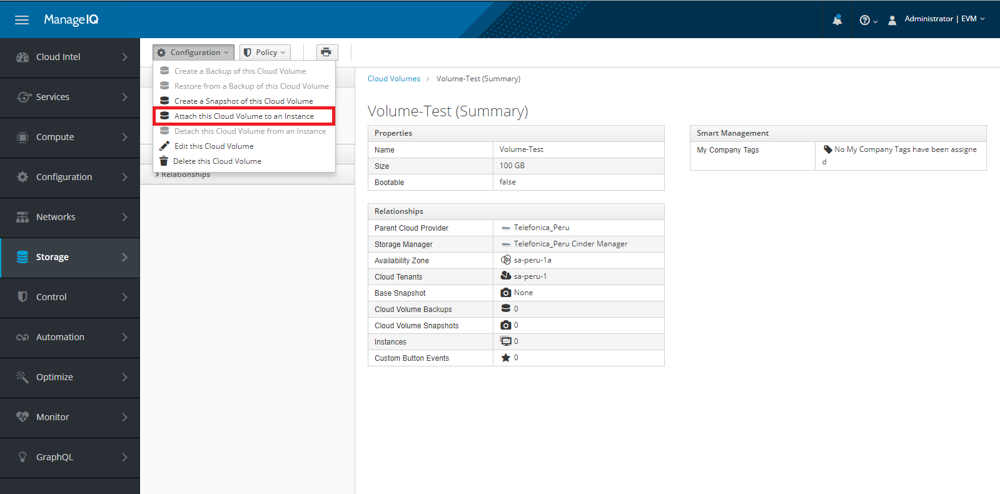 ManageIQ
Administrator | EVM
Cloud Intel
Services
Compute
Configuration
Networks
Storage
Control
Automation
Optimize
Monitor
GraphQL
Configuration
Policy
Create a Backup of this Cloud Volume
Restore from a Backup of this Cloud Volume
Create a Snapshot of this Cloud Volume
Attach this Cloud Volume to an Instance
Detach this Cloud Volume from an Instance
Edit this Cloud Volume
Delete this Cloud Volume
Relationships
Cloud Volumes > Volume-Test (Summary)
Volume-Test (Summary)
Properties
Name Volume-Test
Size 100 GB
Bootable false
Relationships
Parent Cloud Provider Telefonica_Peru
Storage Manager Telefonica_Peru Cinder Manager
Availability Zone sa-peru-1a
Cloud Tenants sa-peru-1
Base Snapshot None
Cloud Volume Backups 0
Cloud Volume Snapshots 0
Instances 0
Custom Button Events 0
Smart Management
My Company Tags No My Company Tags have been assigne
d